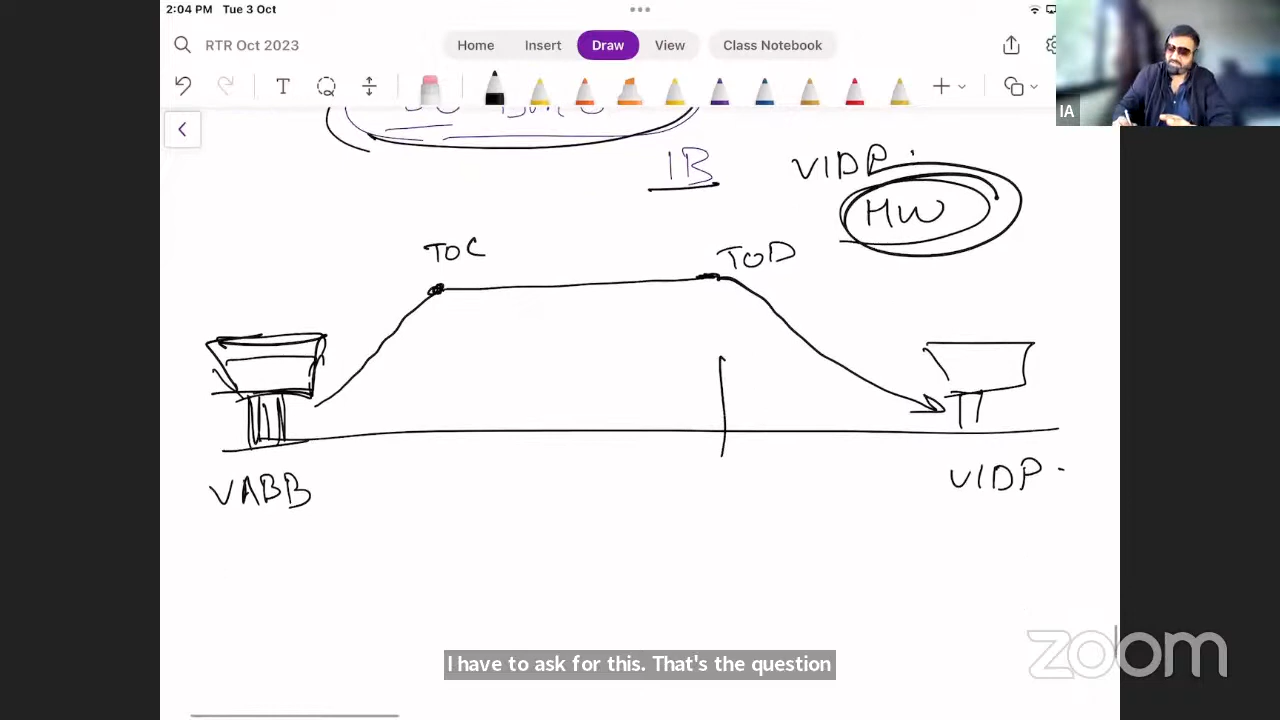 2:04 PM Tue 3 Oct
RTR Oct 2023
Home Insert Draw View Class Notebook
IA
1B
VIDP.
HW
TOC
TOD
VABB
VIDP.
I have to ask for this. That's the question
zoom